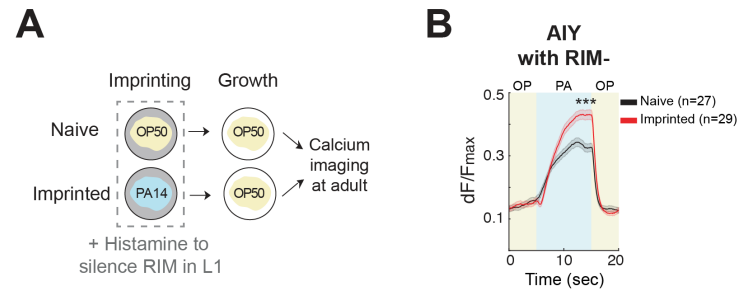 A
Imprinting Growth
Naive OP50 OP50
Imprinted PA14 OP50
Calcium
imaging
at adult
+ Histamine to
silence RIM in L1
B
AIY
with RIM-
OP PA OP
***
Naive (n=27)
Imprinted (n=29)
dF/Fmax
0.5
0.3
0.1
0 10 20
Time (sec)